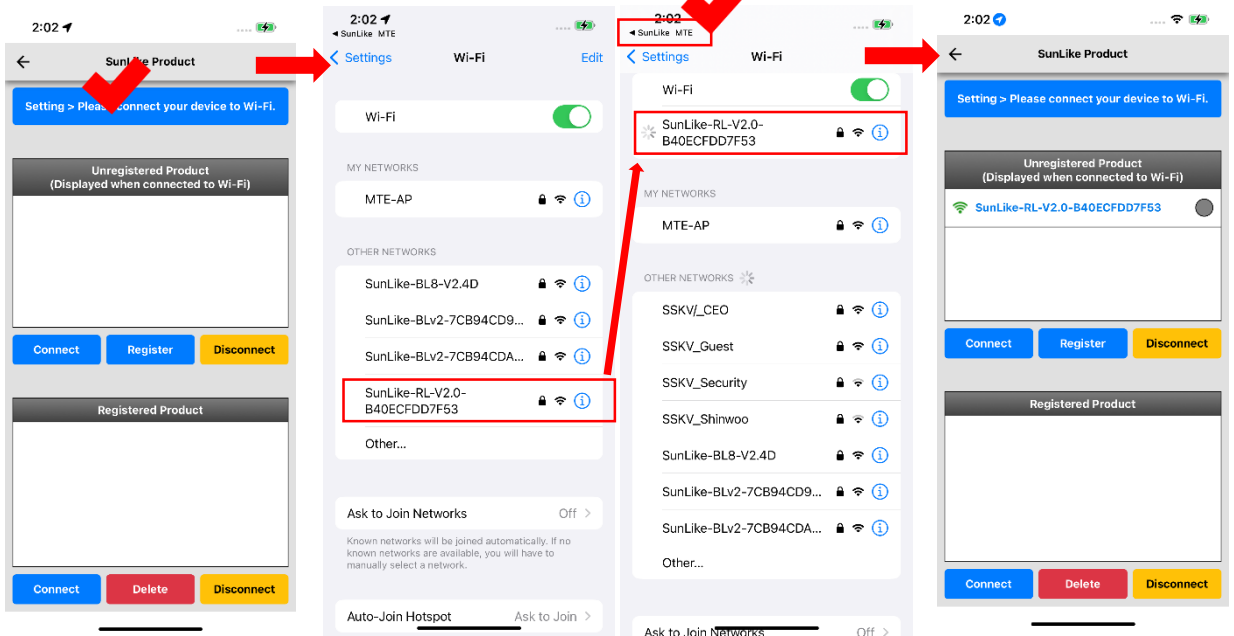 2:02
SunLike Product
Setting > Please connect your device to Wi-Fi.
Unregistered Product
(Displayed when connected to Wi-Fi)
Connect
Register
Disconnect
Registered Product
Connect
Delete
Disconnect
2:02
SunLike MTE
Settings
Wi-Fi
Edit
Wi-Fi
MY NETWORKS
MTE-AP
OTHER NETWORKS
SunLike-BL8-V2.4D
SunLike-BLv2-7CB94CD9...
SunLike-BLv2-7CB94CDA...
SunLike-RL-V2.0-
B40ECFDD7F53
Other...
Ask to Join Networks Off
Known networks will be joined automatically. If no
known networks are available, you will have to
manually select a network.
Auto-Join Hotspot Ask to Join
2:02
SunLike MTE
Settings
Wi-Fi
Wi-Fi
SunLike-RL-V2.0-
B40ECFDD7F53
MY NETWORKS
MTE-AP
OTHER NETWORKS
SSKV/_CEO
SSKV_Guest
SSKV_Security
SSKV_Shinwoo
SunLike-BL8-V2.4D
SunLike-BLv2-7CB94CD9...
SunLike-BLv2-7CB94CDA...
Other...
Ask to Join Networks Off
2:02
SunLike Product
Setting > Please connect your device to Wi-Fi.
Unregistered Product
(Displayed when connected to Wi-Fi)
SunLike-RL-V2.0-B40ECFDD7F53
Connect
Register
Disconnect
Registered Product
Connect
Delete
Disconnect